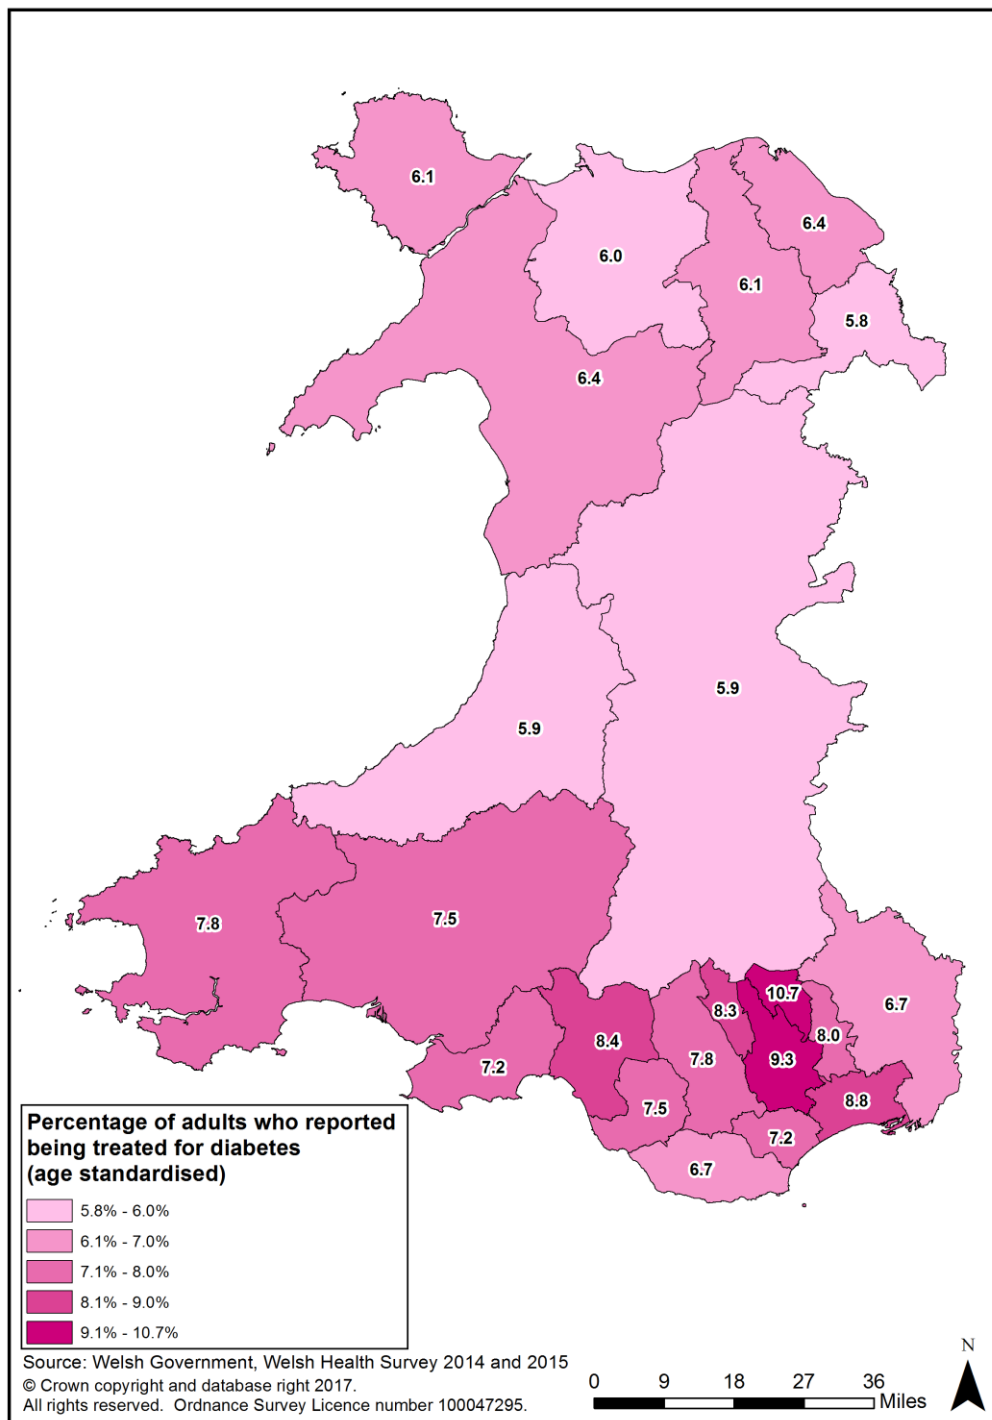 6.1
6.4
6.0
6.1
5.8
6.4
5.9
5.9
7.8
7.5
10.7
6.7
8.3
8.0
8.4
9.3
7.2
7.8
8.8
7.5
7.2
6.7
Percentage of adults who reported
being treated for diabetes
(age standardised)
5.8% - 6.0%
6.1% - 7.0%
7.1% - 8.0%
8.1% - 9.0%
9.1% - 10.7%
Source: Welsh Government, Welsh Health Survey 2014 and 2015
© Crown copyright and database right 2017.
All rights reserved. Ordnance Survey Licence number 100047295.
N
0 9 18 27 36
Miles